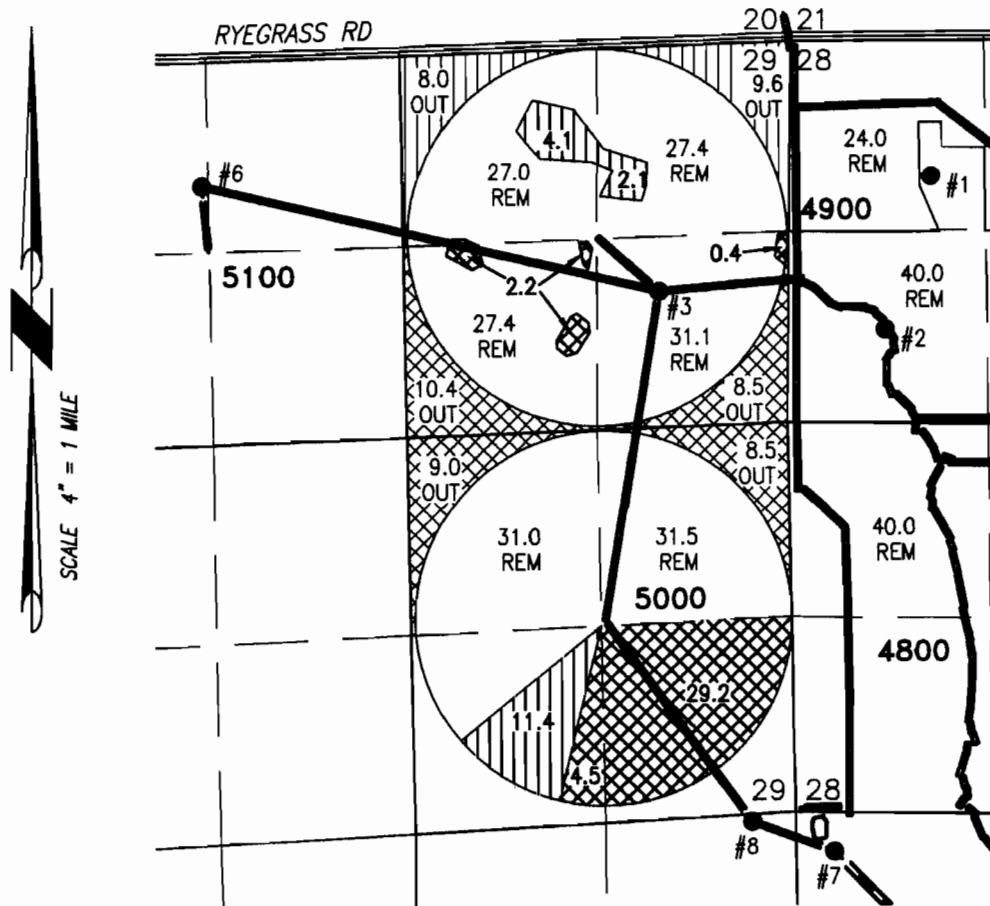 RYEGRASS RD
20 21
29 28
8.0
OUT
9.6
OUT
4.1
2.1
27.0
REM
27.4
REM
24.0
REM
#1
#6
4900
5100
0.4
2.2
#3
40.0
REM
#2
27.4
REM
31.1
REM
SCALE 4" = 1 MILE
10.4
OUT
8.5
OUT
9.0
OUT
8.5
OUT
31.0
REM
31.5
REM
40.0
REM
5000
4800
29.2
11.4
4.5
29 28
#8
#7